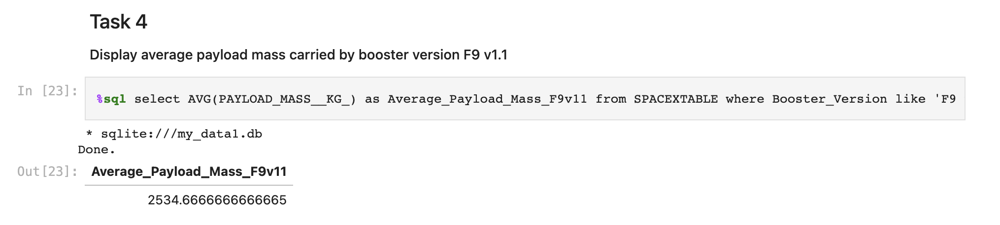 Task 4
Display average payload mass carried by booster version F9 v1.1
In [23]: %sql select AVG(PAYLOAD_MASS__KG_) as Average_Payload_Mass_F9v11 from SPACEXTABLE where Booster_Version like 'F9
* sqlite:///my_data1.db
Done.
Out[23]: Average_Payload_Mass_F9v11
2534.6666666666665